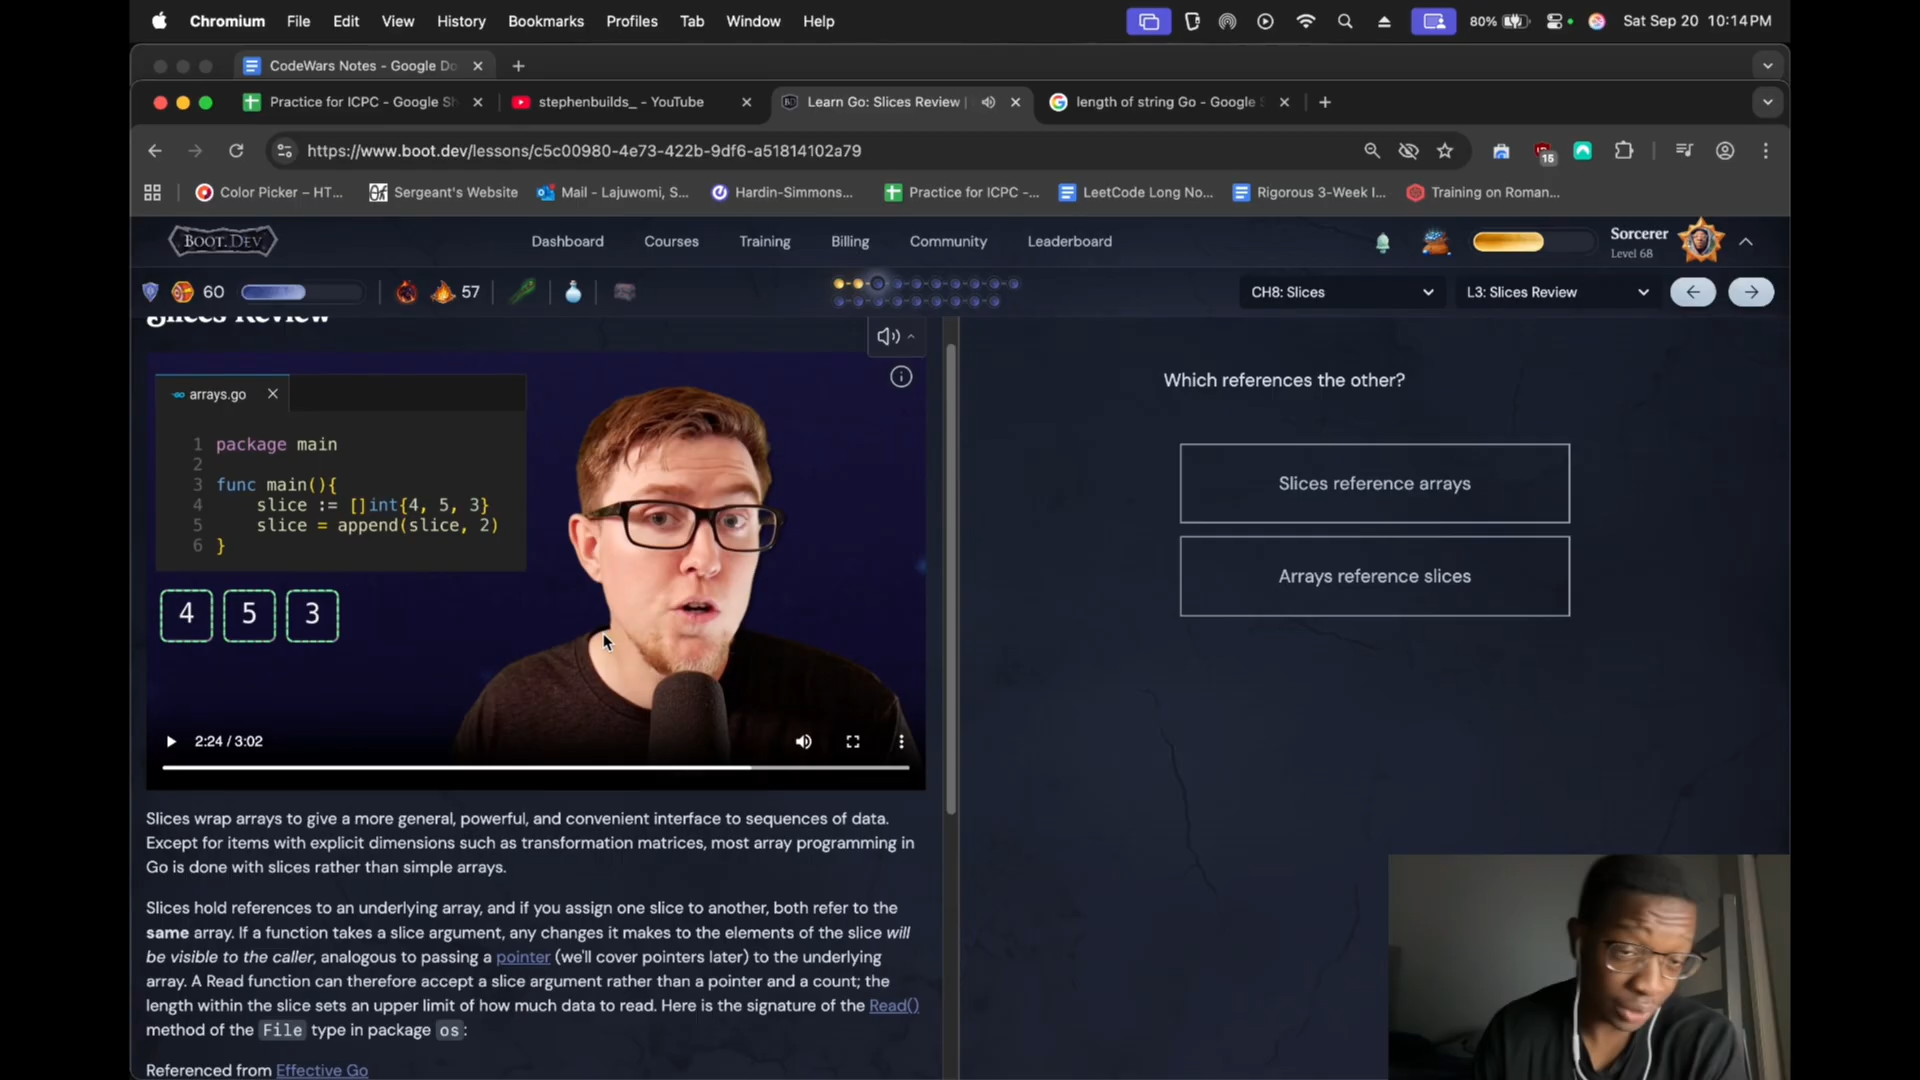 Chromium File Edit View History Bookmarks Profiles Tab Window Help 80% Sat Sep 20 10:14 PM
CodeWars Notes - Google Do
Practice for ICPC - Google Sh stephenbuilds_ - YouTube Learn Go: Slices Review | length of string Go - Google S
https://www.boot.dev/lessons/c5c00980-4e73-422b-9df6-a51814102a79 15
Color Picker – HT... Sergeant's Website Mail - Lajuwomi, S... Hardin-Simmons... Practice for ICPC -... LeetCode Long No... Rigorous 3-Week I... Training on Roman...
BOOT.DEV Dashboard Courses Training Billing Community Leaderboard Sorcerer
Level 68
60 57 CH8: Slices L3: Slices Review
Slices Review
arrays.go
1 package main
2
3 func main(){
4 slice := []int{4, 5, 3}
5 slice = append(slice, 2)
6 }
4 5 3
2:24 / 3:02
Slices wrap arrays to give a more general, powerful, and convenient interface to sequences of data.
Except for items with explicit dimensions such as transformation matrices, most array programming in
Go is done with slices rather than simple arrays.
Slices hold references to an underlying array, and if you assign one slice to another, both refer to the
same array. If a function takes a slice argument, any changes it makes to the elements of the slice will
be visible to the caller, analogous to passing a pointer (we'll cover pointers later) to the underlying
array. A Read function can therefore accept a slice argument rather than a pointer and a count; the
length within the slice sets an upper limit of how much data to read. Here is the signature of the Read()
method of the File type in package os:
Referenced from Effective Go
Which references the other?
Slices reference arrays
Arrays reference slices